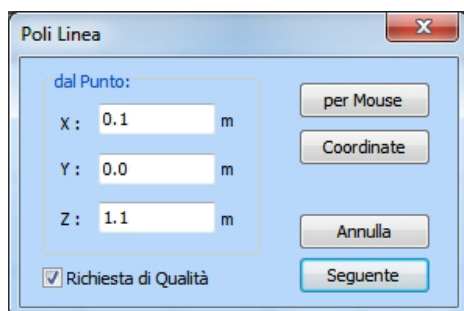 Poli Linea
dal Punto:
X : 0.1 m
per Mouse
Coordinate
Y : 0.0 m
Z : 1.1 m
Annulla
Richiesta di Qualità
Seguente